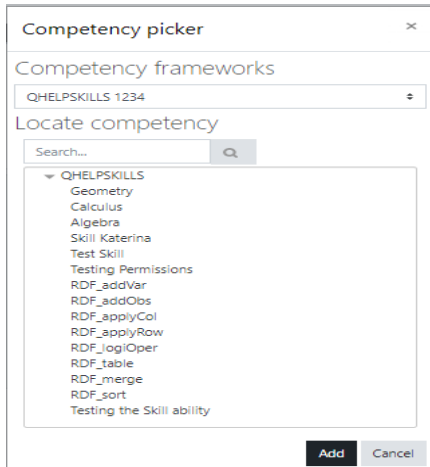 Competency picker
×
Competency frameworks
QHELPSKILLS 1234
Locate competency
Search...
QHELPSKILLS
Geometry
Calculus
Algebra
Skill Katerina
Test Skill
Testing Permissions
RDF_addVar
RDF_addObs
RDF_applyCol
RDF_applyRow
RDF_logiOper
RDF_table
RDF_merge
RDF_sort
Testing the Skill ability
Add Cancel